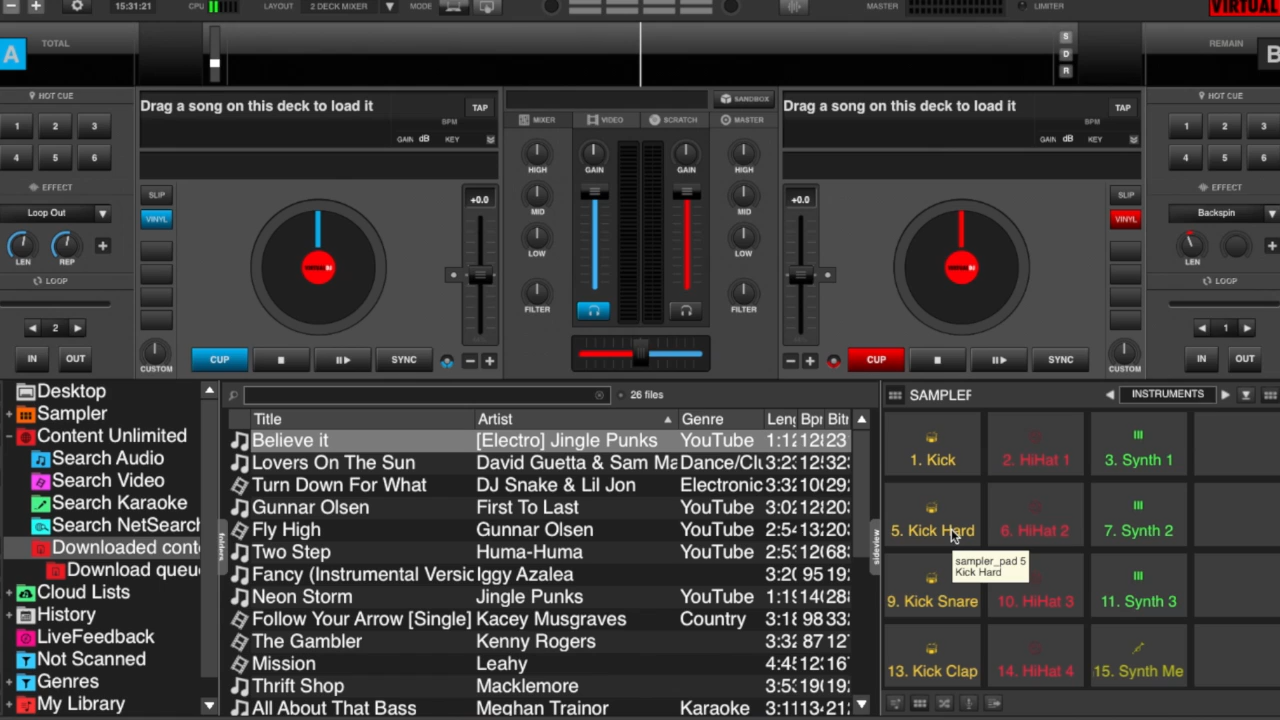 15:31:21
CPU
LAYOUT
2 DECK MIXER
MODE
MASTER
LIMITER
VIRTUAL
A
TOTAL
S
D
R
REMAIN
B
HOT CUE
Drag a song on this deck to load it
TAP
BPM
GAIN dB KEY
SANDBOX
MIXER
VIDEO
SCRATCH
MASTER
Drag a song on this deck to load it
TAP
BPM
GAIN dB KEY
HOT CUE
1 2 3
4 5 6
EFFECT
Loop Out
LEN
REP
LOOP
2
IN
OUT
SLIP
VINYL
CUSTOM
+0.0
CUP
SYNC
HIGH
MID
LOW
FILTER
GAIN
GAIN
HIGH
MID
LOW
FILTER
+0.0
CUP
SYNC
SLIP
VINYL
CUSTOM
1 2 3
4 5 6
EFFECT
Backspin
LEN
LOOP
1
IN
OUT
Desktop
Sampler
Content Unlimited
Search Audio
Search Video
Search Karaoke
Search NetSearch
Downloaded cont
Download queu
Cloud Lists
History
LiveFeedback
Not Scanned
Genres
My Library
folders
26 files
Title Artist Genre Len Bpm Bitr
Believe it [Electro] Jingle Punks YouTube
Lovers On The Sun David Guetta & Sam Ma Dance/Clu
Turn Down For What DJ Snake & Lil Jon Electronic
Gunnar Olsen First To Last YouTube
Fly High Gunnar Olsen YouTube
Two Step Huma-Huma YouTube
Fancy (Instrumental Versic Iggy Azalea
Neon Storm Jingle Punks YouTube
Follow Your Arrow [Single] Kacey Musgraves Country
The Gambler Kenny Rogers
Mission Leahy
Thrift Shop Macklemore
All About That Bass Meghan Trainor Karaoke
sideview
SAMPLER
INSTRUMENTS
1. Kick
2. HiHat 1
3. Synth 1
5. Kick Hard
6. HiHat 2
7. Synth 2
sampler_pad 5
Kick Hard
9. Kick Snare
10. HiHat 3
11. Synth 3
13. Kick Clap
14. HiHat 4
15. Synth Me